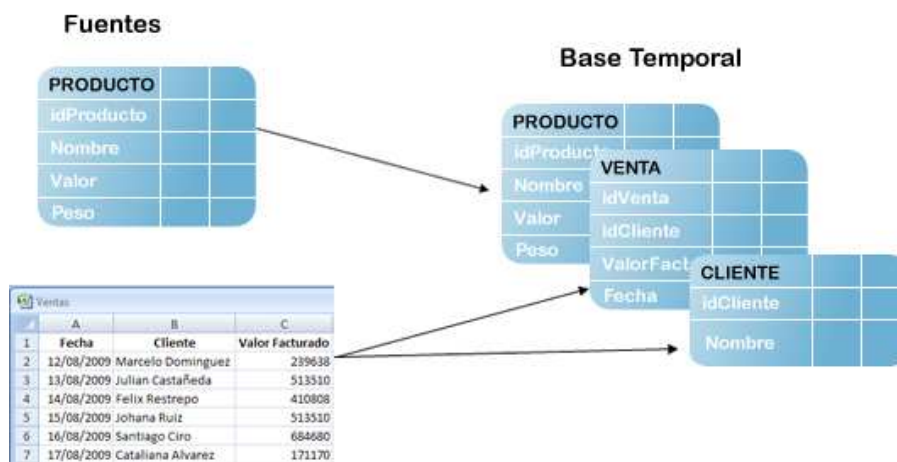 Fuentes
PRODUCTO
idProducto
Nombre
Valor
Peso
Base Temporal
PRODUCTO
idProducto
Nombre
Valor
Peso
VENTA
idVenta
idCliente
ValorFact
Fecha
CLIENTE
idCliente
Nombre
Ventas
A B C
1 Fecha Cliente Valor Facturado
2 12/08/2009 Marcelo Dominguez 239638
3 13/08/2009 Julian Castañeda 513510
4 14/08/2009 Felix Restrepo 410808
5 15/08/2009 Johana Ruiz 513510
6 16/08/2009 Santiago Ciro 684680
7 17/08/2009 Cataliana Alvarez 171170